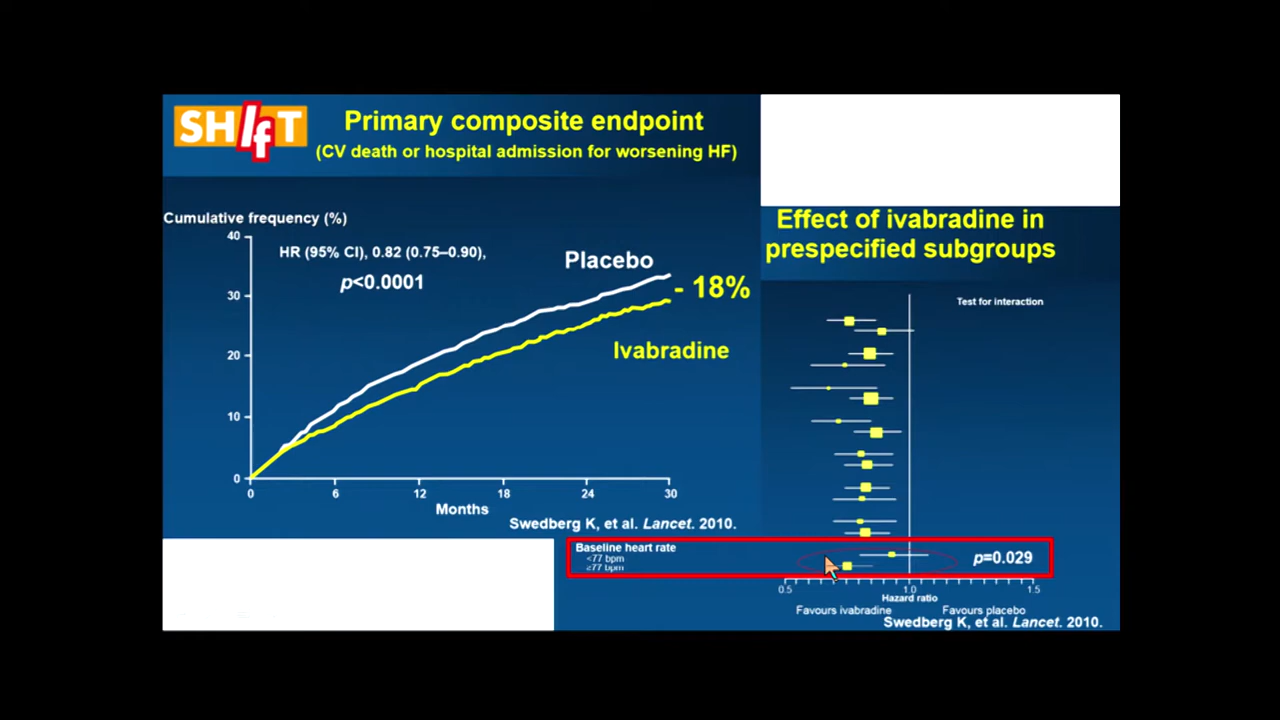 SHIfT
Primary composite endpoint
(CV death or hospital admission for worsening HF)
Cumulative frequency (%)
40
30
20
10
0
HR (95% CI), 0.82 (0.75–0.90),
p<0.0001
Placebo
- 18%
Ivabradine
0 6 12 18 24 30
Months
Swedberg K, et al. Lancet. 2010.
Effect of ivabradine in
prespecified subgroups
Test for interaction
Baseline heart rate
<77 bpm
≥77 bpm
p=0.029
0.5 1.0 1.5
Hazard ratio
Favours ivabradine Favours placebo
Swedberg K, et al. Lancet. 2010.